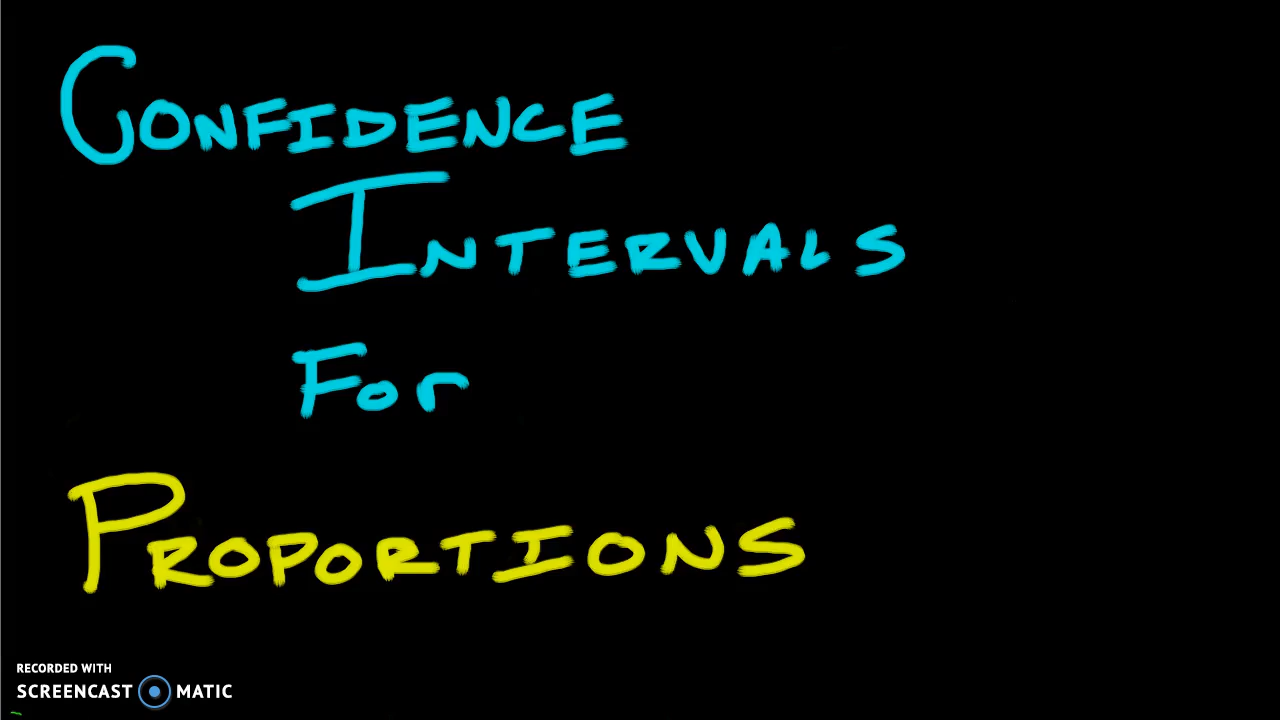 CONFIDENCE
INTERVALS
For
PROPORTIONS
RECORDED WITH
SCREENCAST MATIC